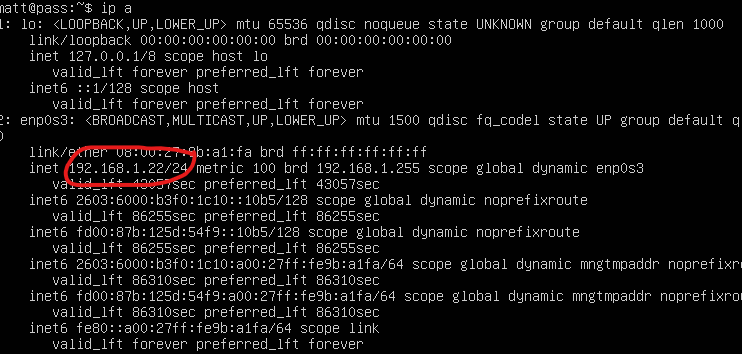 matt@pass:~$ ip a
1: lo: <LOOPBACK,UP,LOWER_UP> mtu 65536 qdisc noqueue state UNKNOWN group default qlen 1000
link/loopback 00:00:00:00:00:00 brd 00:00:00:00:00:00
inet 127.0.0.1/8 scope host lo
valid_lft forever preferred_lft forever
inet6 ::1/128 scope host
valid_lft forever preferred_lft forever
2: enp0s3: <BROADCAST,MULTICAST,UP,LOWER_UP> mtu 1500 qdisc fq_codel state UP group default q
0
link/ether 08:00:27:9b:a1:fa brd ff:ff:ff:ff:ff:ff
inet 192.168.1.22/24 metric 100 brd 192.168.1.255 scope global dynamic enp0s3
valid_lft 43057sec preferred_lft 43057sec
inet6 2603:6000:b3f0:1c10::10b5/128 scope global dynamic noprefixroute
valid_lft 86255sec preferred_lft 86255sec
inet6 fd00:87b:125d:54f9::10b5/128 scope global dynamic noprefixroute
valid_lft 86255sec preferred_lft 86255sec
inet6 2603:6000:b3f0:1c10:a00:27ff:fe9b:a1fa/64 scope global dynamic mngtmpaddr noprefixrou
valid_lft 86310sec preferred_lft 86310sec
inet6 fd00:87b:125d:54f9:a00:27ff:fe9b:a1fa/64 scope global dynamic mngtmpaddr noprefixrout
valid_lft 86310sec preferred_lft 86310sec
inet6 fe80::a00:27ff:fe9b:a1fa/64 scope link
valid_lft forever preferred_lft forever